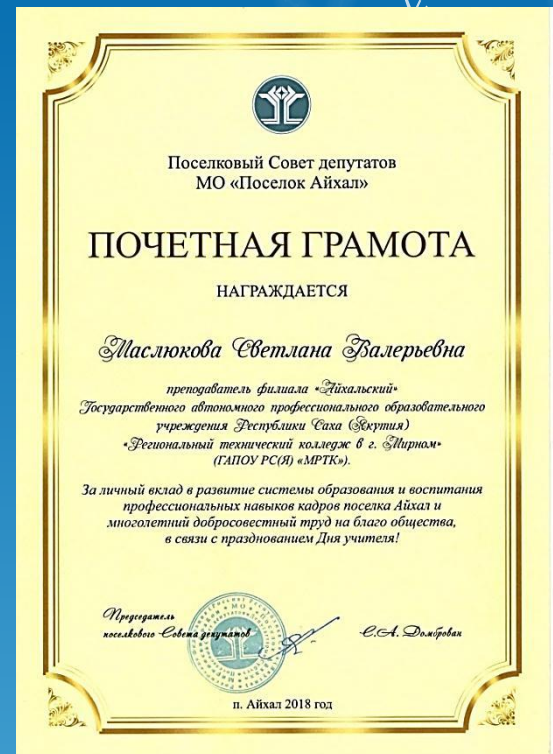 Поселковый Совет депутатов
МО «Поселок Айхал»
ПОЧЕТНАЯ ГРАМОТА
НАГРАЖДАЕТСЯ
Маслюкова Светлана Валерьевна
преподаватель филиала «Айхальский»
Государственного автономного профессионального образовательного
учреждения Республики Саха (Якутия)
«Региональный технический колледж в г. Мирном»
(ГАПОУ РС(Я) «МРТК»).
За личный вклад в развитие системы образования и воспитания
профессиональных навыков кадров поселка Айхал и
многолетний добросовестный труд на благо общества,
в связи с празднованием Дня учителя!
Председатель
поселкового Совета депутатов
С.А. Домброван
п. Айхал 2018 год